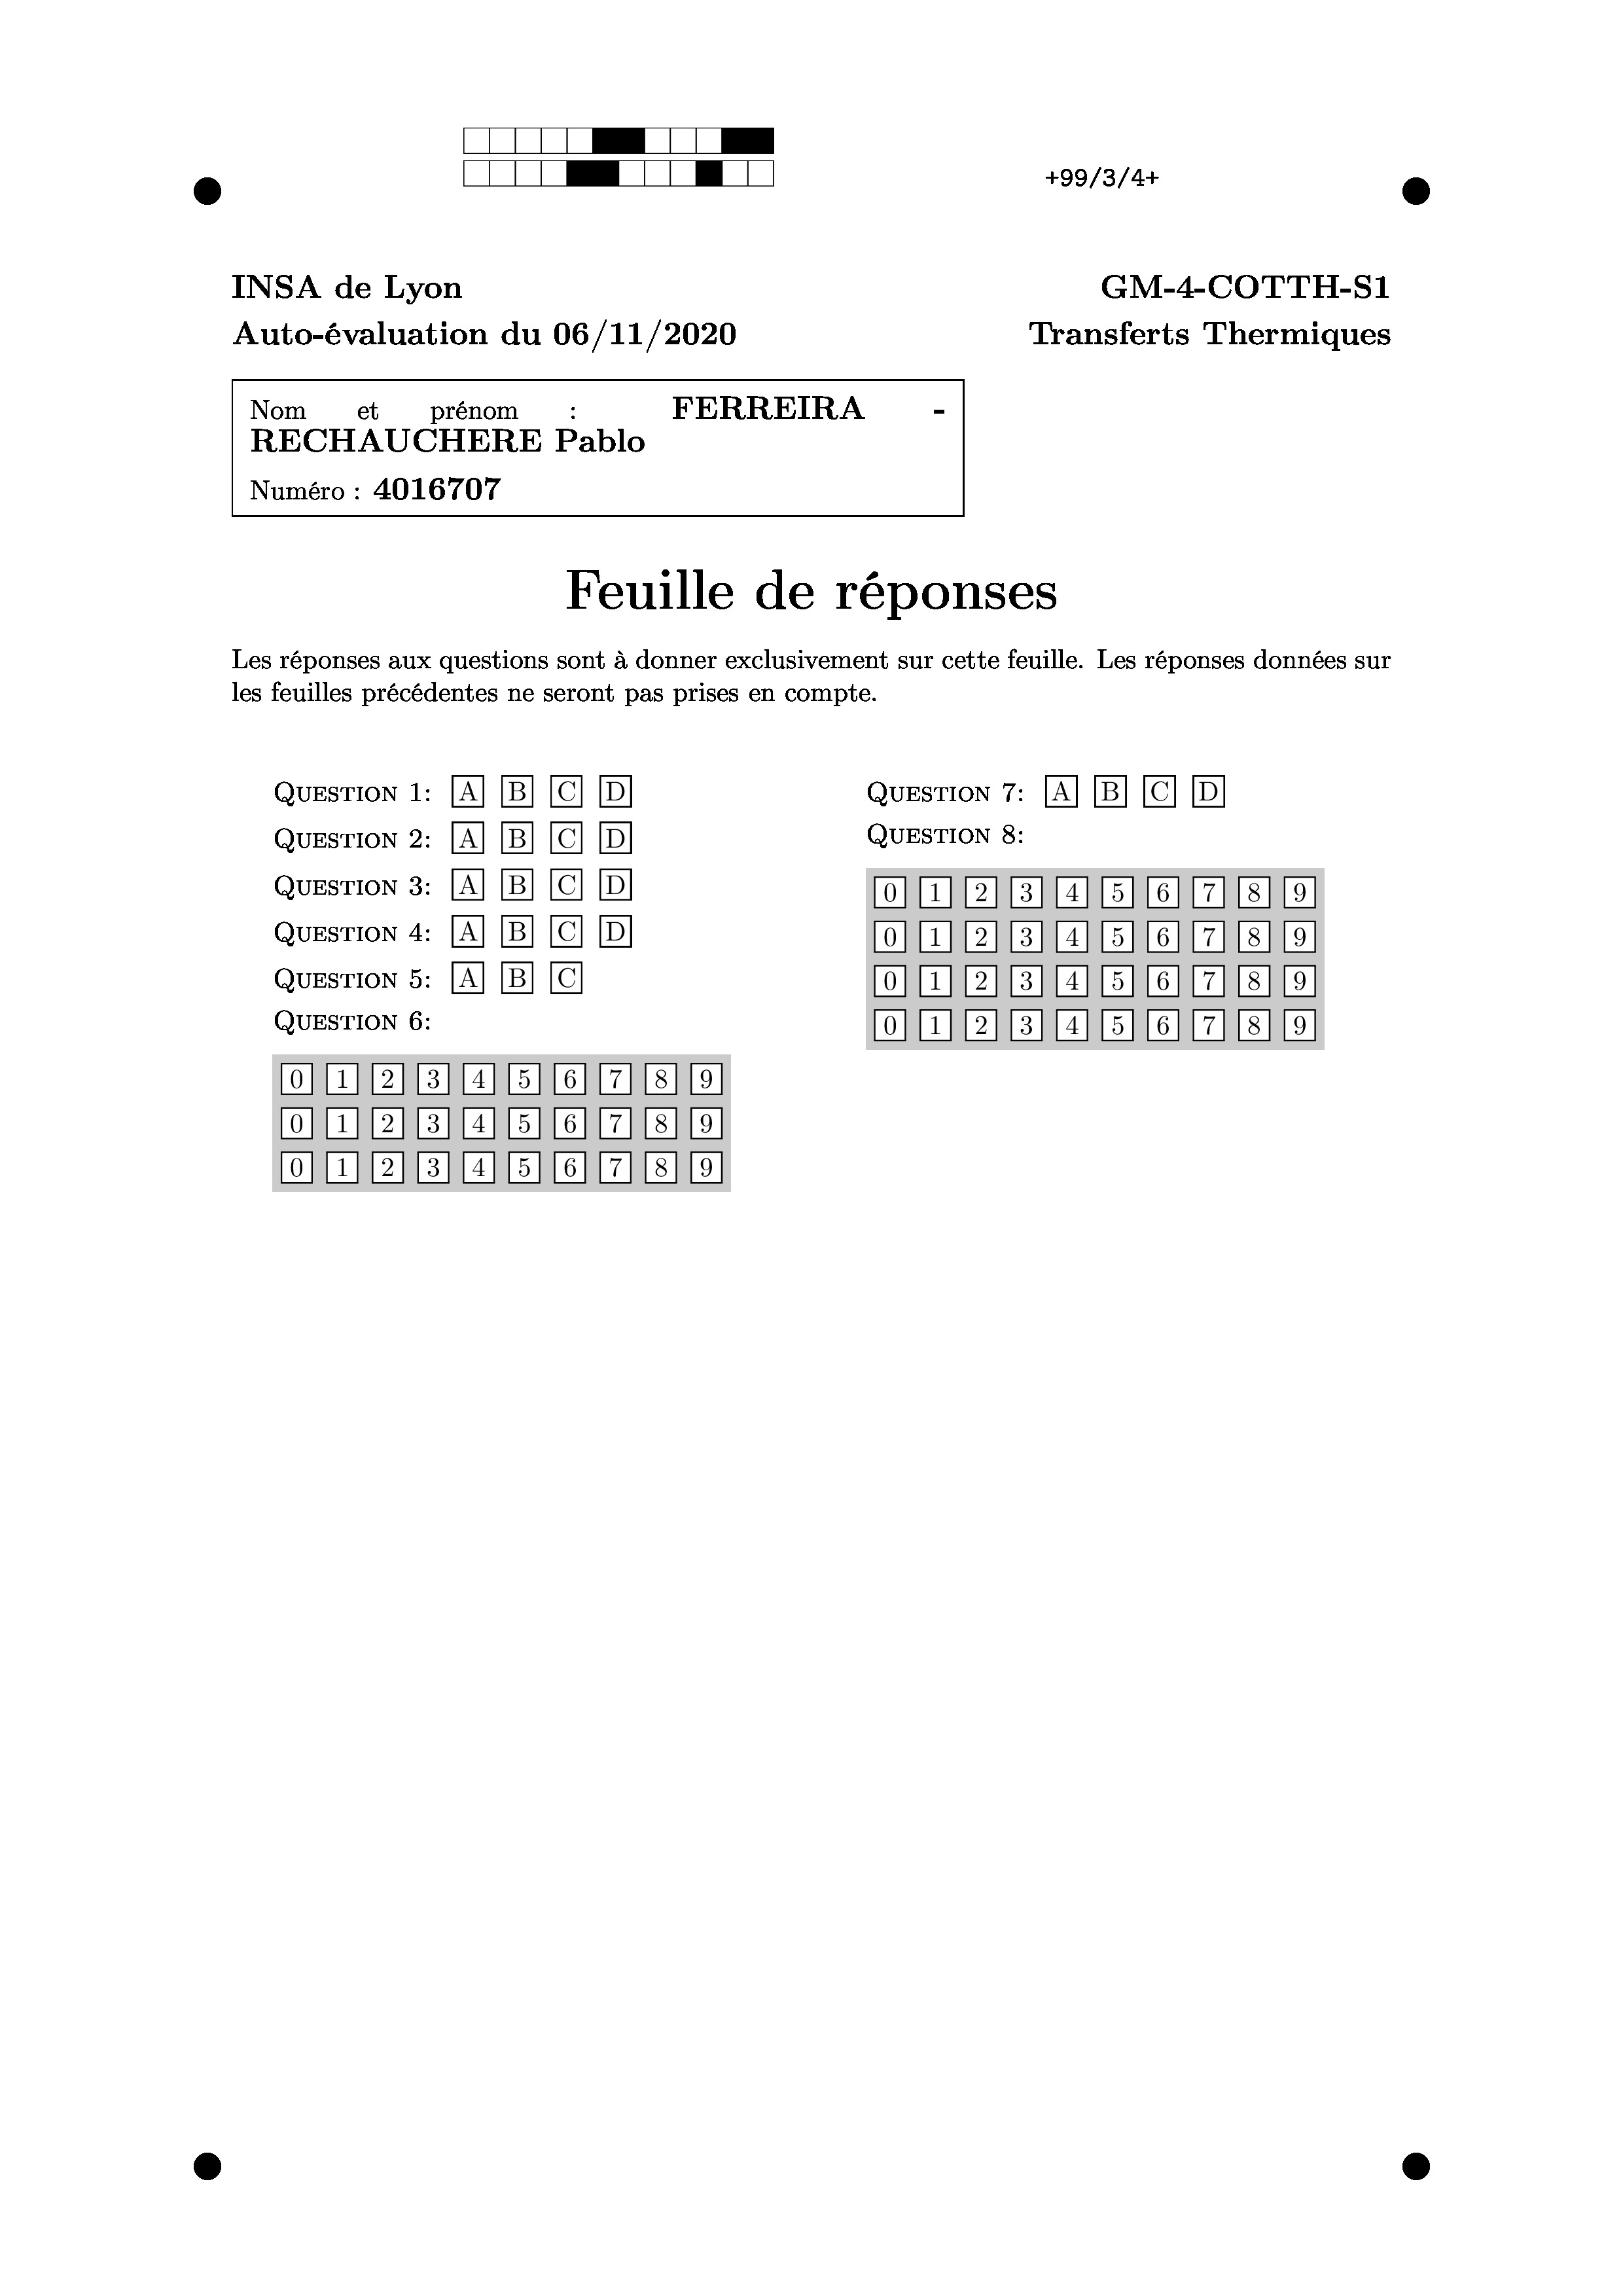 +99/3/4+
INSA de Lyon GM-4-COTTH-S1
Auto-évaluation du 06/11/2020 Transferts Thermiques
Nom et prénom : FERREIRA -
RECHAUCHERE Pablo
Numéro : 4016707
Feuille de réponses
Les réponses aux questions sont à donner exclusivement sur cette feuille. Les réponses données sur
les feuilles précédentes ne seront pas prises en compte.
QUESTION 1: A B C D
QUESTION 2: A B C D
QUESTION 3: A B C D
QUESTION 4: A B C D
QUESTION 5: A B C
QUESTION 6:
0 1 2 3 4 5 6 7 8 9
0 1 2 3 4 5 6 7 8 9
0 1 2 3 4 5 6 7 8 9
QUESTION 7: A B C D
QUESTION 8:
0 1 2 3 4 5 6 7 8 9
0 1 2 3 4 5 6 7 8 9
0 1 2 3 4 5 6 7 8 9
0 1 2 3 4 5 6 7 8 9